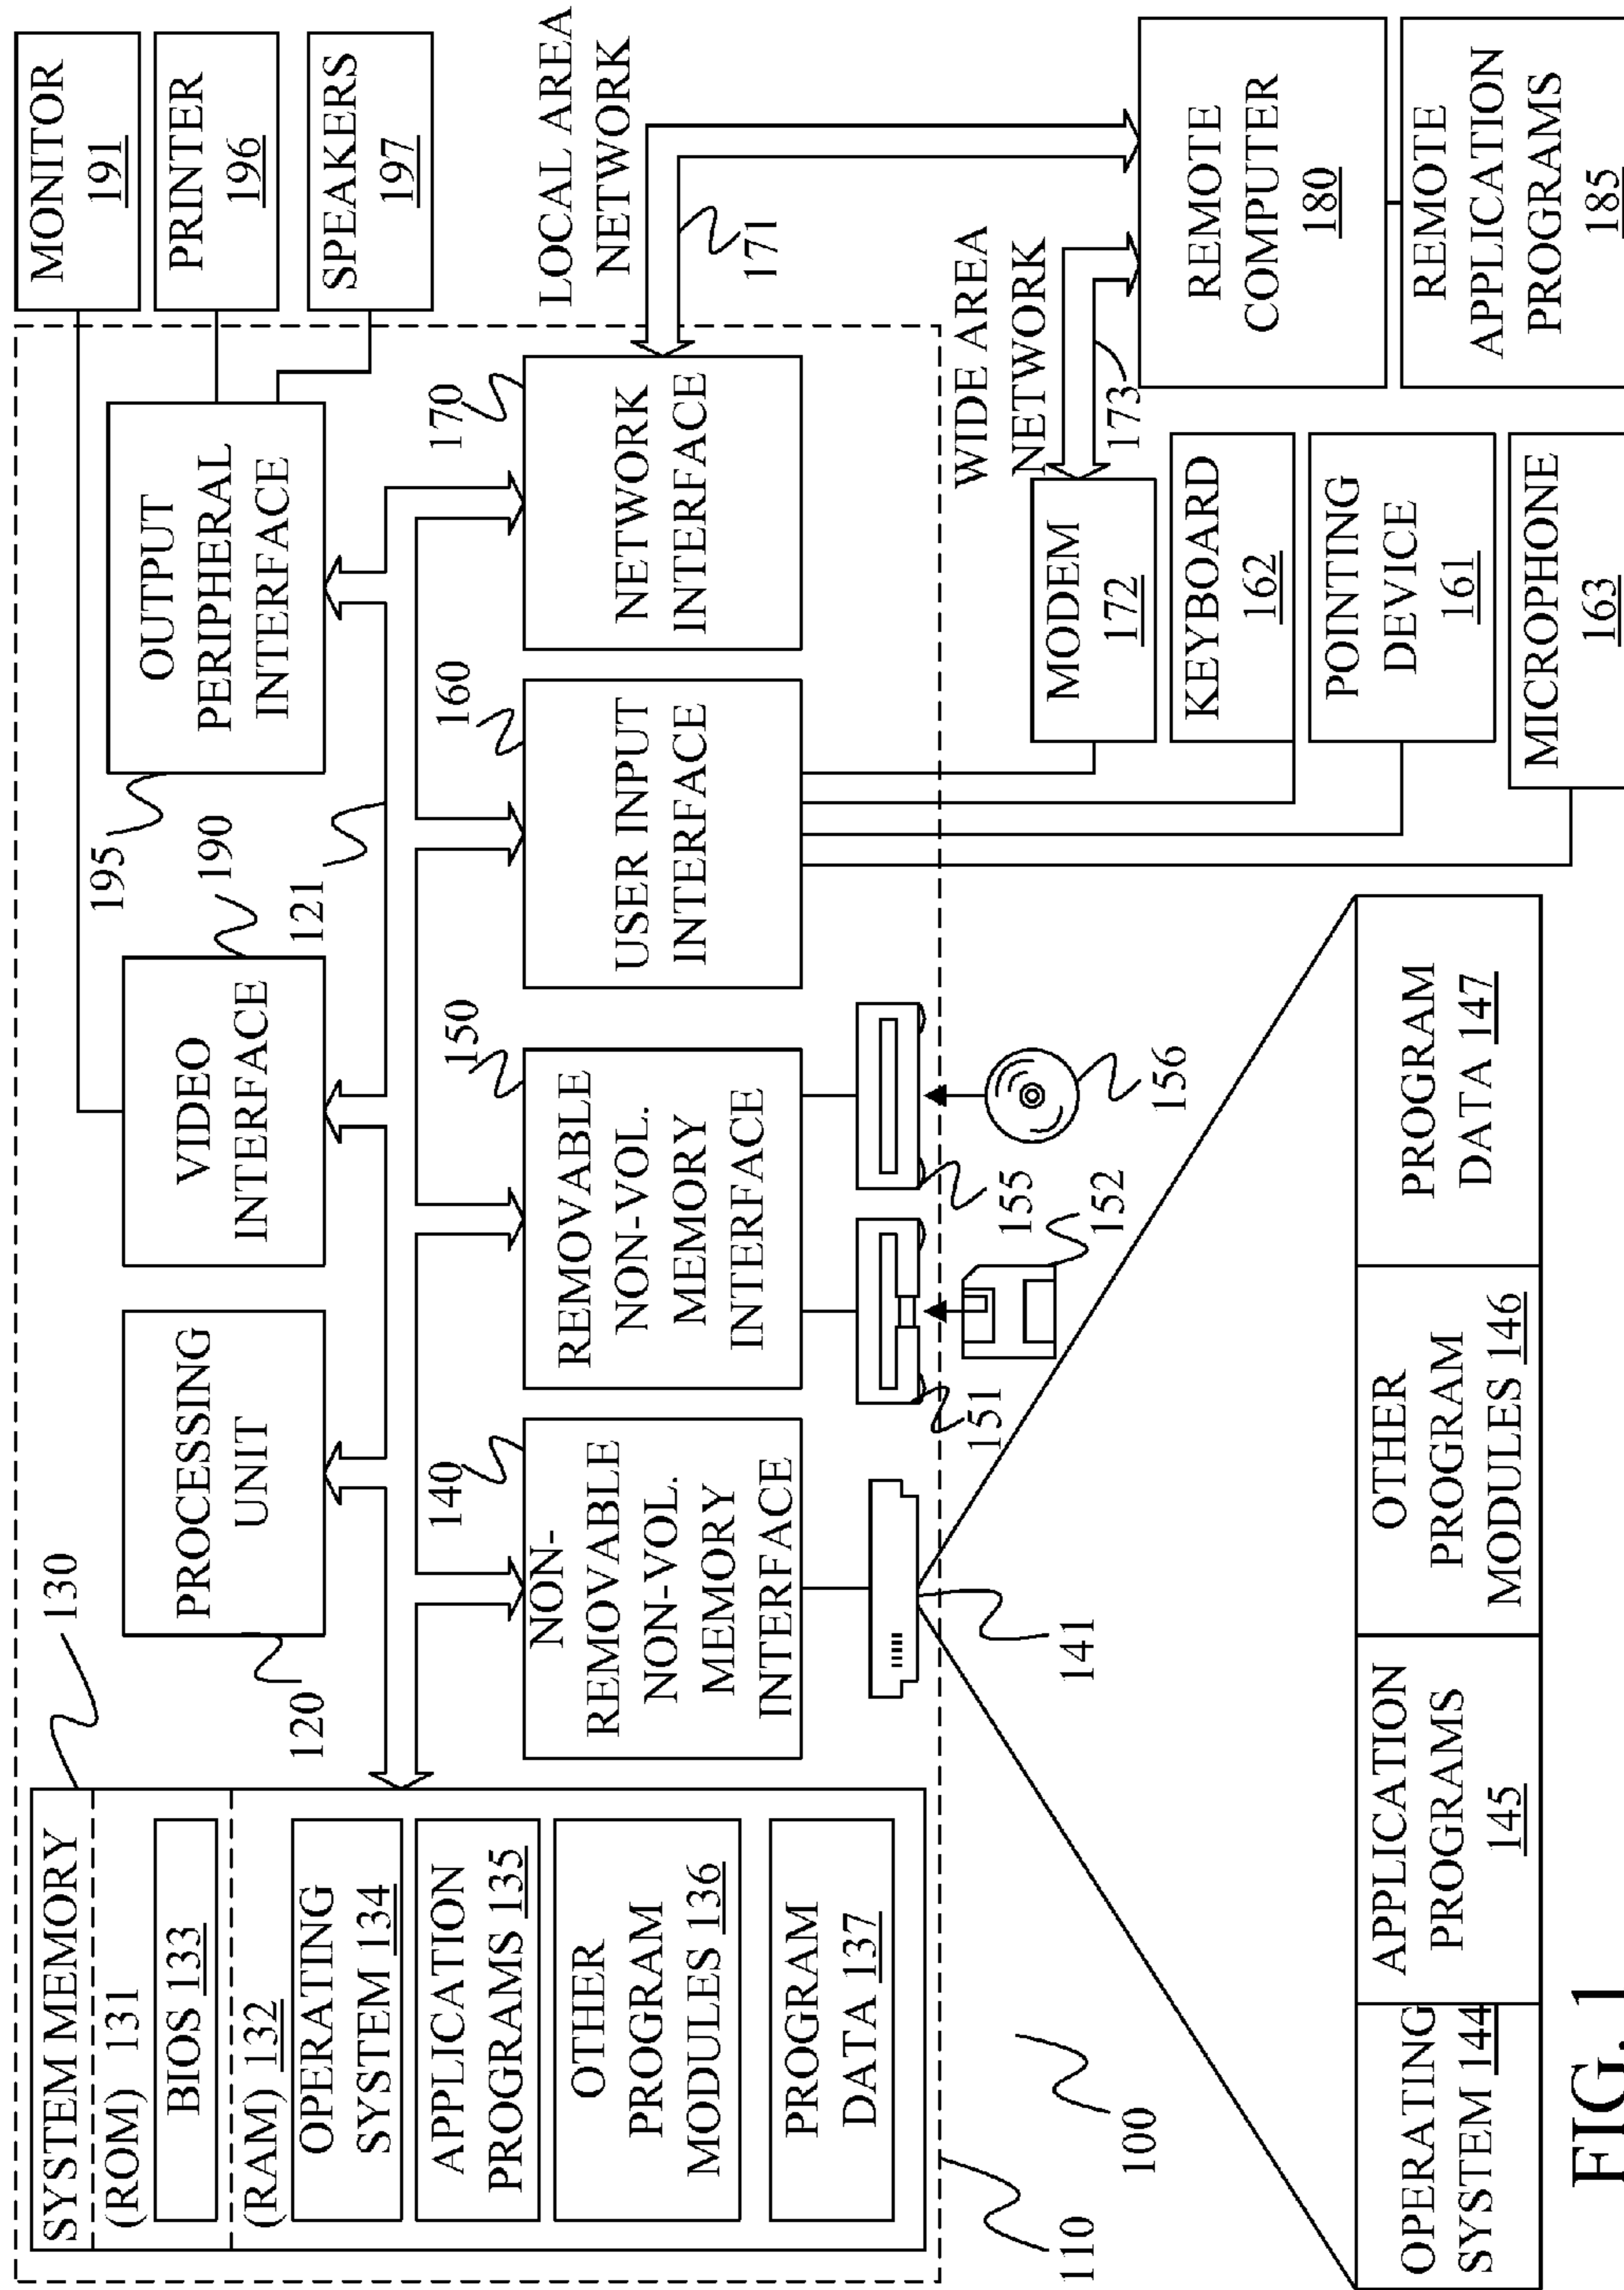 SYSTEM MEMORY
(ROM) 131
BIOS 133
(RAM) 132
OPERATING
SYSTEM 134
APPLICATION
PROGRAMS 135
OTHER
PROGRAM
MODULES 136
PROGRAM
DATA 137
130
PROCESSING
UNIT
120
VIDEO
INTERFACE
190
121
OUTPUT
PERIPHERAL
INTERFACE
195
MONITOR
191
PRINTER
196
SPEAKERS
197
NON-
REMOVABLE
NON-VOL.
MEMORY
INTERFACE
140
REMOVABLE
NON-VOL.
MEMORY
INTERFACE
150
USER INPUT
INTERFACE
160
NETWORK
INTERFACE
170
LOCAL AREA
NETWORK
171
141
151
152
155
156
WIDE AREA
NETWORK
173
MODEM
172
KEYBOARD
162
POINTING
DEVICE
161
MICROPHONE
163
REMOTE
COMPUTER
180
REMOTE
APPLICATION
PROGRAMS
185
110
100
OPERATING
SYSTEM 144
APPLICATION
PROGRAMS
145
OTHER
PROGRAM
MODULES 146
PROGRAM
DATA 147
FIG. 1